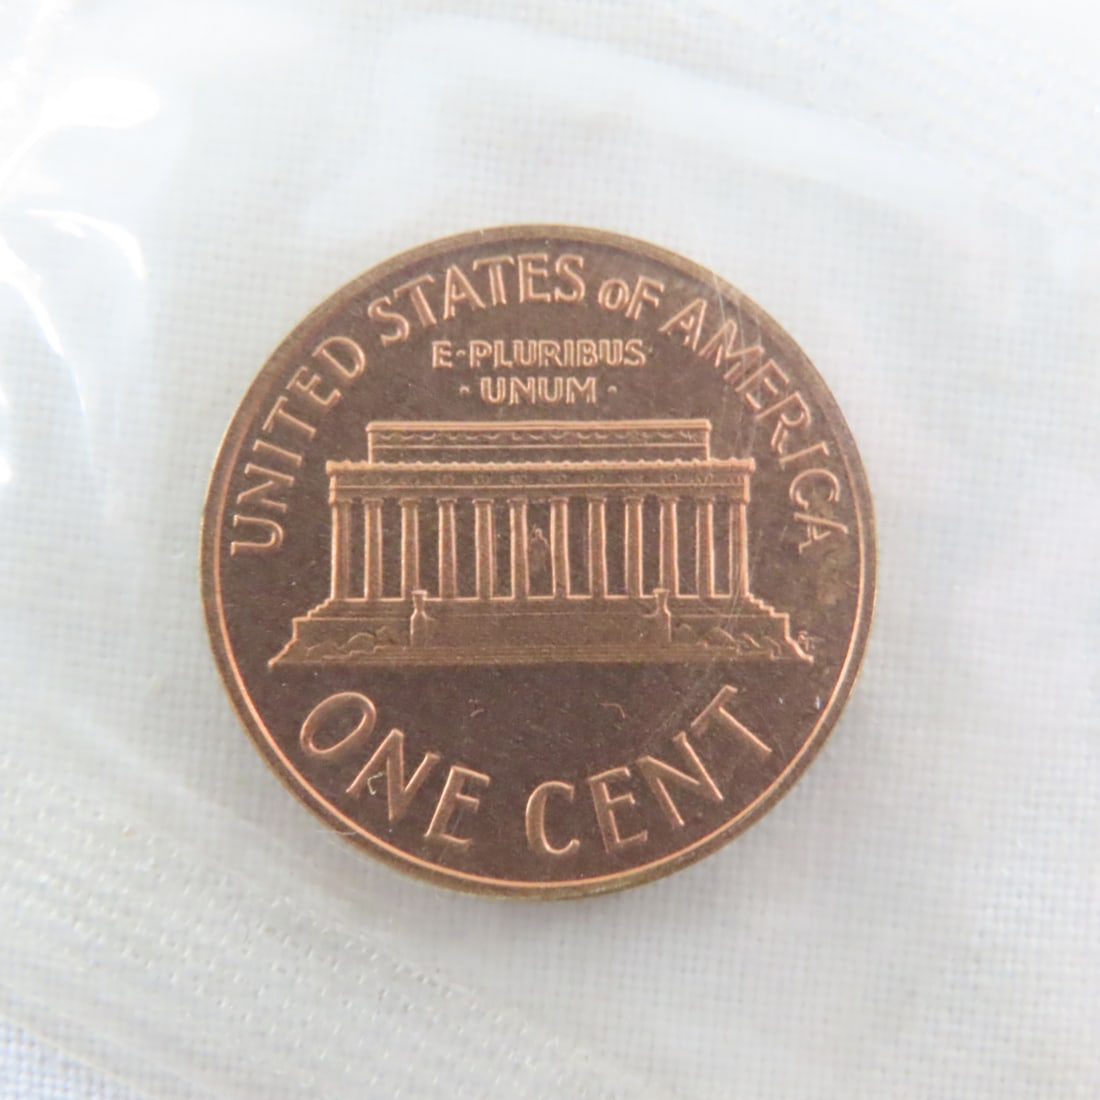 UNITED STATES oF AMERICA
E·PLURIBUS
·UNUM·
ONE CENT